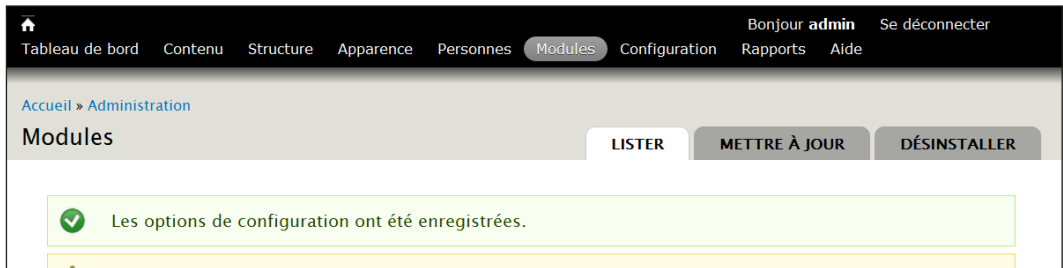 Bonjour admin Se déconnecter
Tableau de bord Contenu Structure Apparence Personnes Modules Configuration Rapports Aide
Accueil » Administration
Modules
LISTER METTRE À JOUR DÉSINSTALLER
Les options de configuration ont été enregistrées.